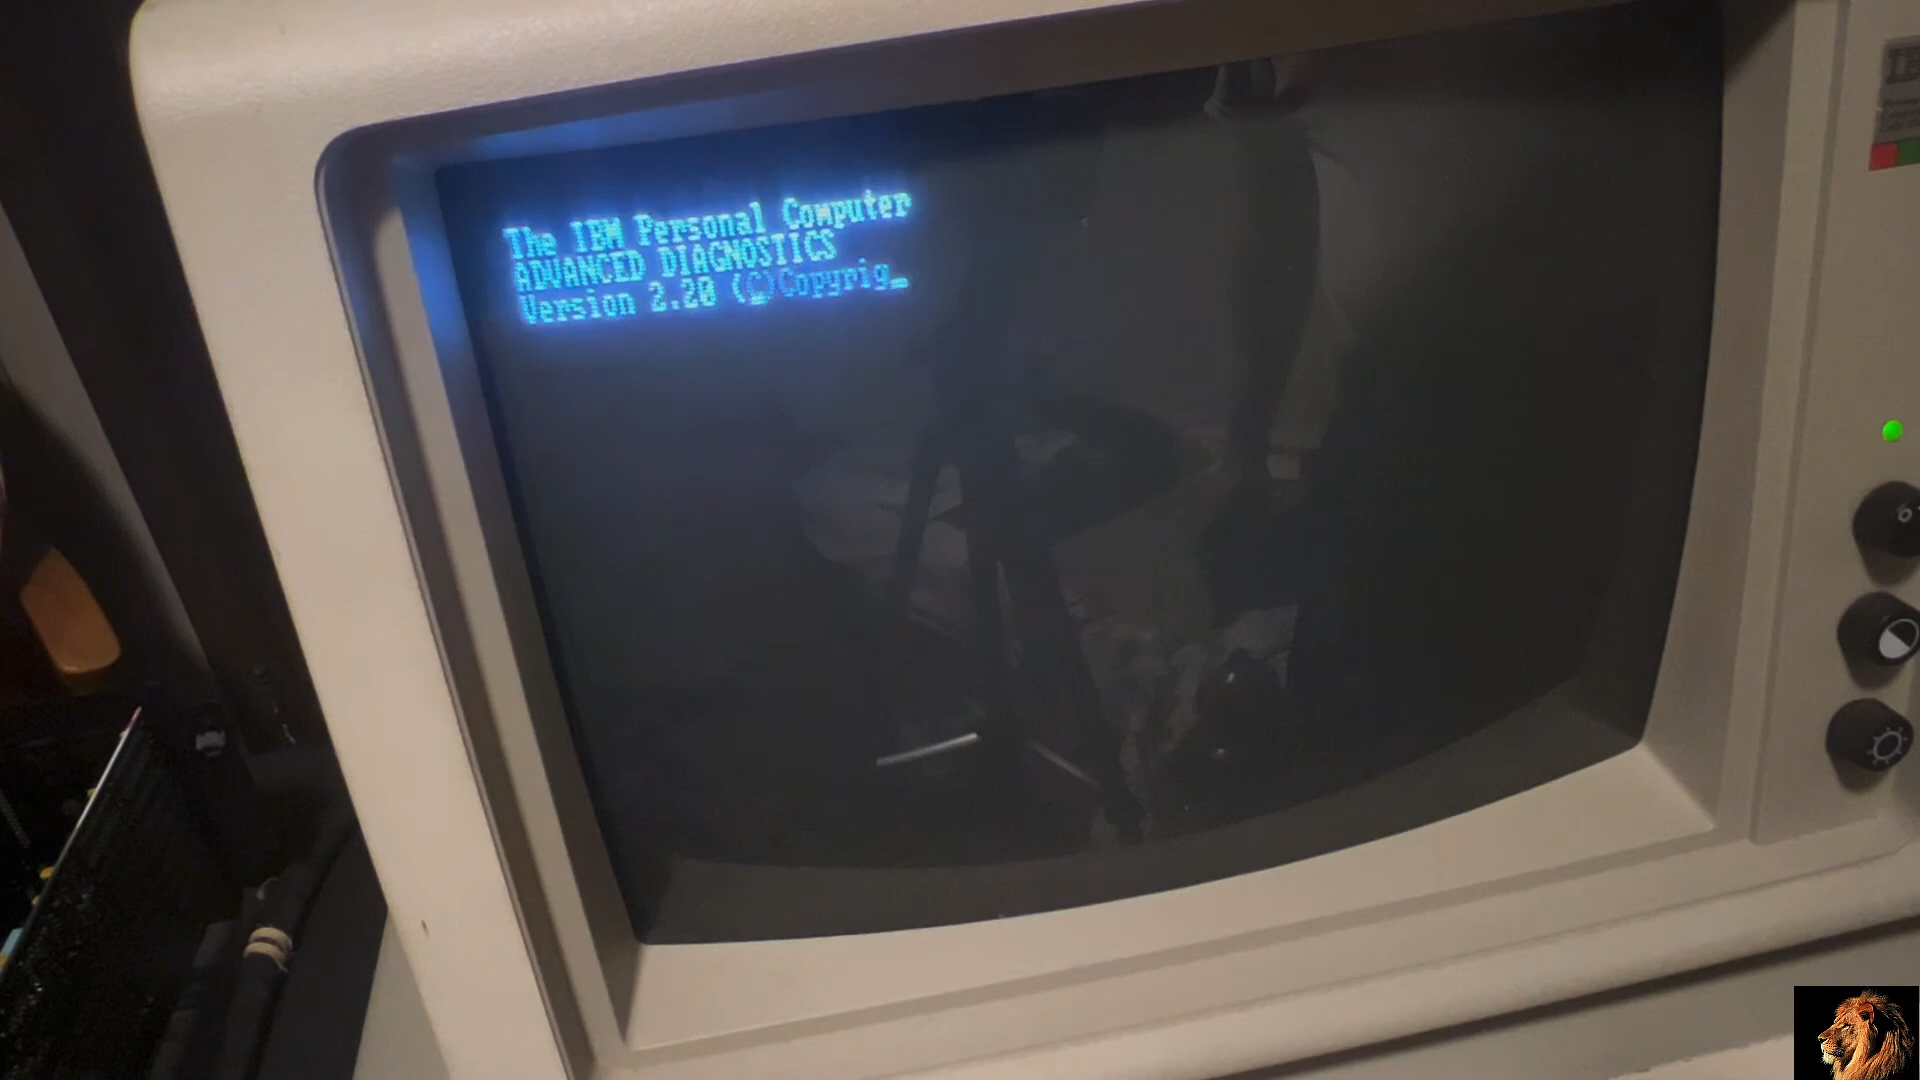 The IBM Personal Computer
ADVANCED DIAGNOSTICS
Version 2.20 (C)Copyrig_